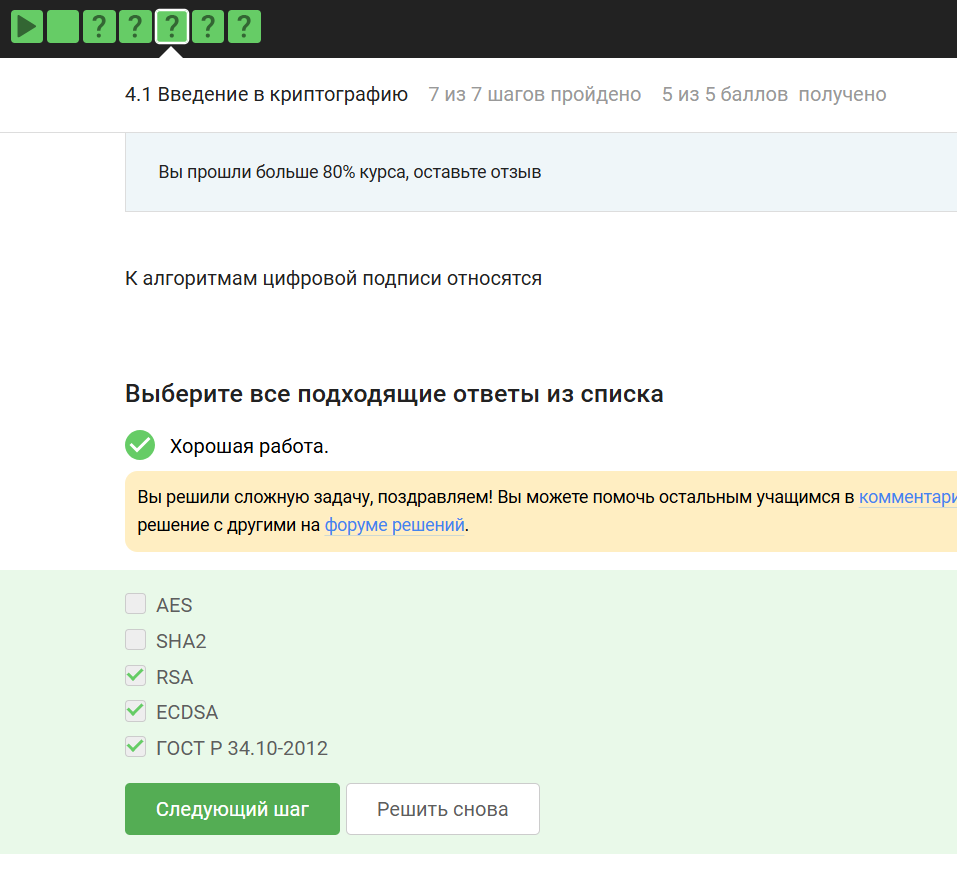 ? ? ? ? ?
4.1 Введение в криптографию 7 из 7 шагов пройдено 5 из 5 баллов получено
Вы прошли больше 80% курса, оставьте отзыв
К алгоритмам цифровой подписи относятся
Выберите все подходящие ответы из списка
Хорошая работа.
Вы решили сложную задачу, поздравляем! Вы можете помочь остальным учащимся в комментари
решение с другими на форуме решений.
AES
SHA2
RSA
ECDSA
ГОСТ Р 34.10-2012
Следующий шаг Решить снова